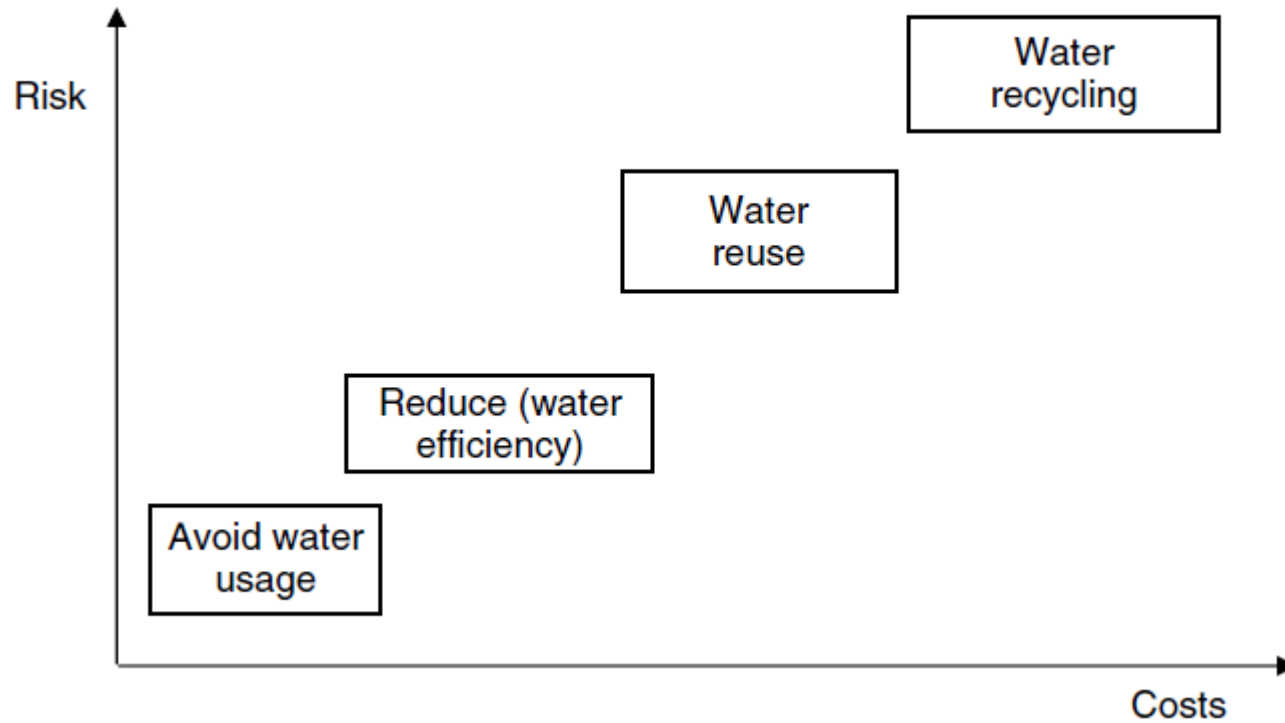 Risk
Water
recycling
Water
reuse
Reduce (water
efficiency)
Avoid water
usage
Costs